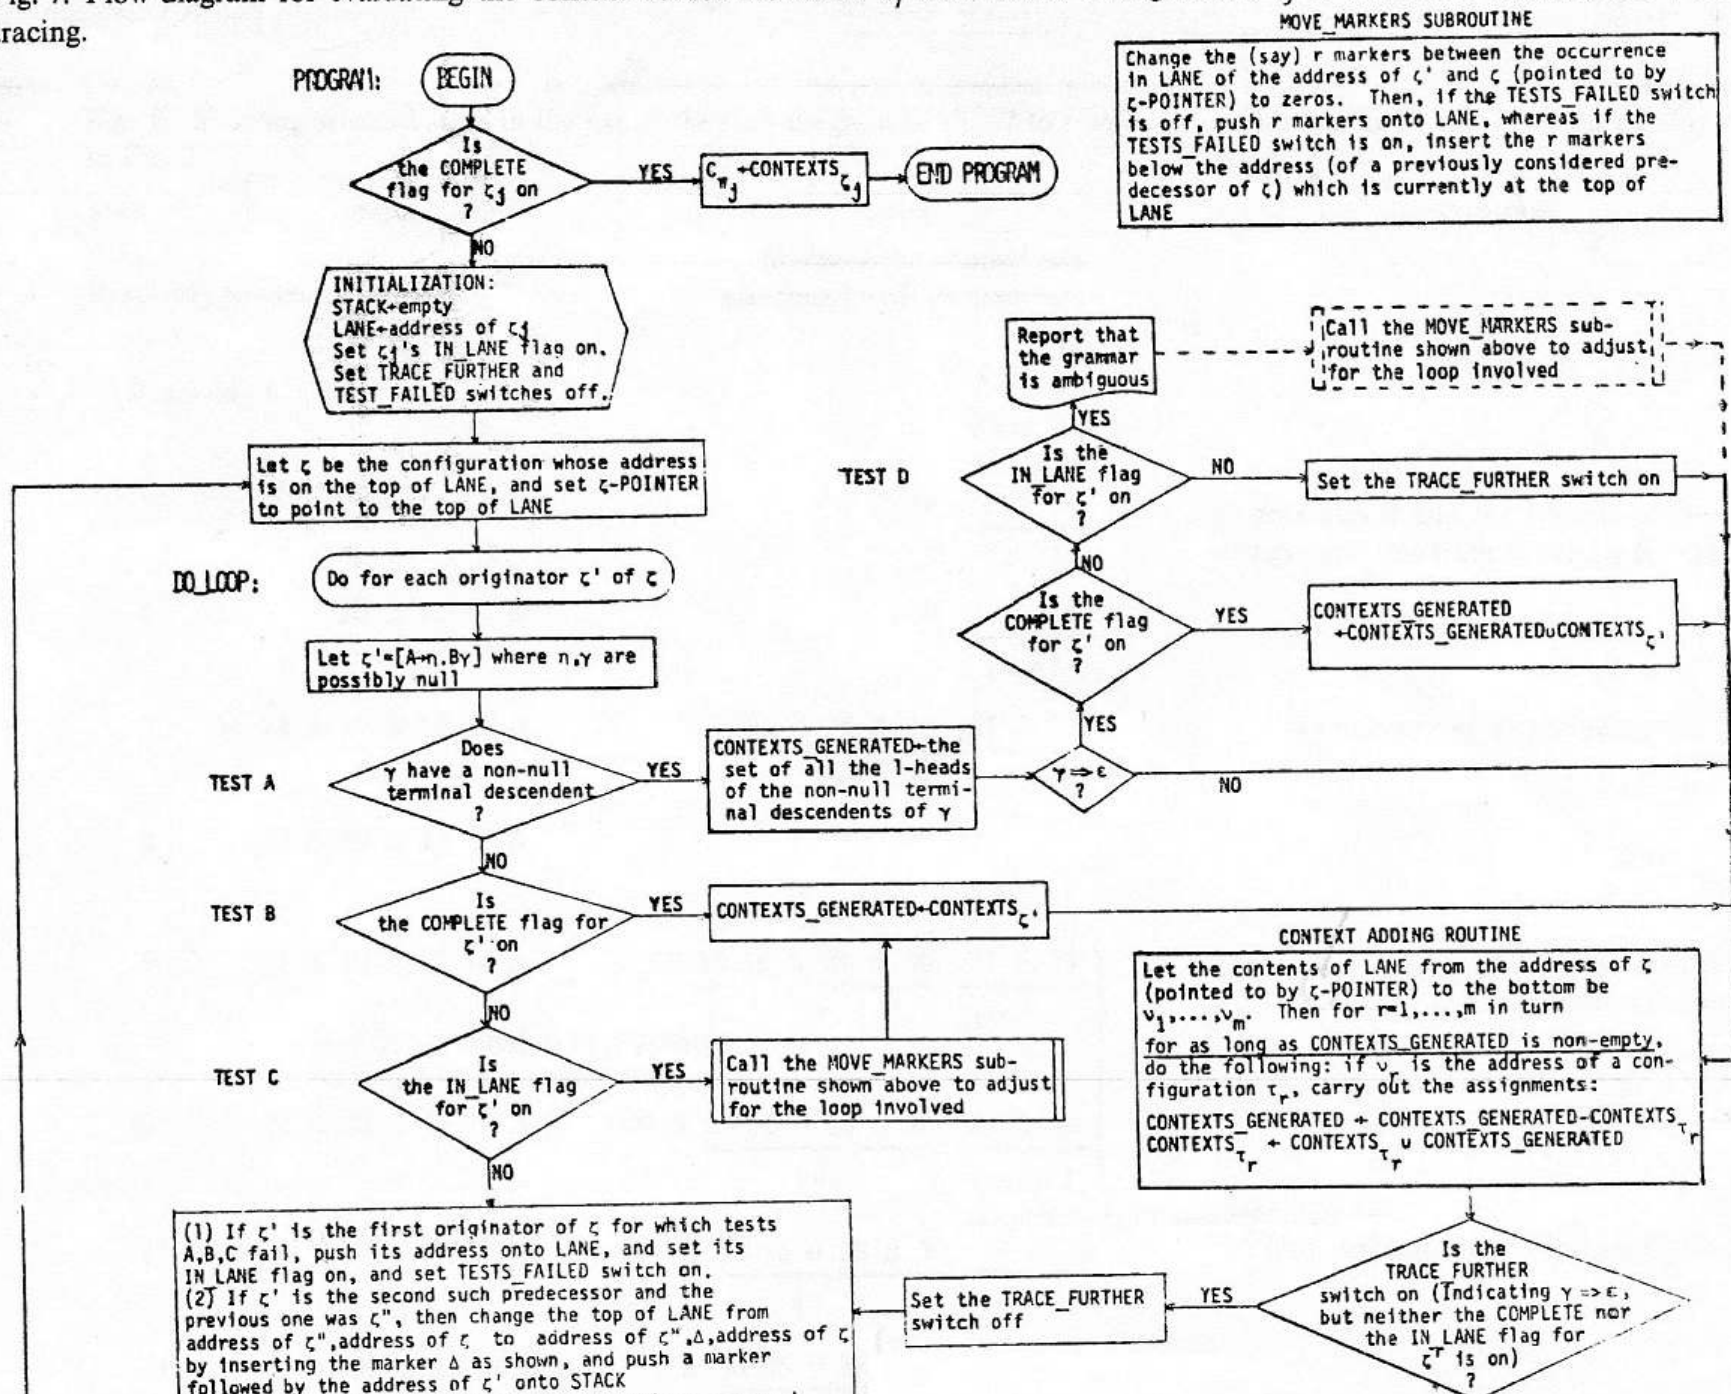 racing.
PROGRAM:
BEGIN
Is
the COMPLETE
flag for ζj on
?
YES
Cπj ←CONTEXTSζj
END PROGRAM
NO
INITIALIZATION:
STACK←empty
LANE←address of ζj
Set ζj's IN_LANE flag on.
Set TRACE_FURTHER and
TEST_FAILED switches off.
Let ζ be the configuration whose address
is on the top of LANE, and set ζ-POINTER
to point to the top of LANE
DO_LOOP:
Do for each originator ζ' of ζ
Let ζ'=[A→η.Bγ] where η,γ are
possibly null
TEST A
Does
γ have a non-null
terminal descendent
?
YES
CONTEXTS_GENERATED←the
set of all the 1-heads
of the non-null termi-
nal descendents of γ
γ => ε
?
NO
YES
NO
TEST B
Is
the COMPLETE flag for
ζ' on
?
YES
CONTEXTS_GENERATED←CONTEXTSζ'
NO
TEST C
Is
the IN_LANE flag
for ζ' on
?
YES
Call the MOVE_MARKERS sub-
routine shown above to adjust
for the loop involved
NO
(1) If ζ' is the first originator of ζ for which tests
A,B,C fail, push its address onto LANE, and set its
IN_LANE flag on, and set TESTS_FAILED switch on.
(2) If ζ' is the second such predecessor and the
previous one was ζ", then change the top of LANE from
address of ζ",address of ζ to address of ζ",Δ,address of ζ
by inserting the marker Δ as shown, and push a marker
followed by the address of ζ' onto STACK
MOVE_MARKERS SUBROUTINE
Change the (say) r markers between the occurrence
in LANE of the address of ζ' and ζ (pointed to by
ζ-POINTER) to zeros. Then, if the TESTS_FAILED switch
is off, push r markers onto LANE, whereas if the
TESTS_FAILED switch is on, insert the r markers
below the address (of a previously considered pre-
decessor of ζ) which is currently at the top of
LANE
Report that
the grammar
is ambiguous
Call the MOVE_MARKERS sub-
routine shown above to adjust
for the loop involved
YES
TEST D
Is the
IN_LANE flag
for ζ' on
?
NO
Set the TRACE_FURTHER switch on
NO
Is the
COMPLETE flag
for ζ' on
?
YES
CONTEXTS_GENERATED
←CONTEXTS_GENERATED∪CONTEXTSζ'
CONTEXT ADDING ROUTINE
Let the contents of LANE from the address of ζ
(pointed to by ζ-POINTER) to the bottom be
ν1,...,νm. Then for r=1,...,m in turn
for as long as CONTEXTS_GENERATED is non-empty,
do the following: if νr is the address of a con-
figuration τr, carry out the assignments:
CONTEXTS_GENERATED ← CONTEXTS_GENERATED-CONTEXTSτr
CONTEXTSτr ← CONTEXTSτr ∪ CONTEXTS_GENERATED
Is the
TRACE_FURTHER
switch on (Indicating γ => ε,
but neither the COMPLETE nor
the IN_LANE flag for
ζ' is on)
?
YES
Set the TRACE_FURTHER
switch off